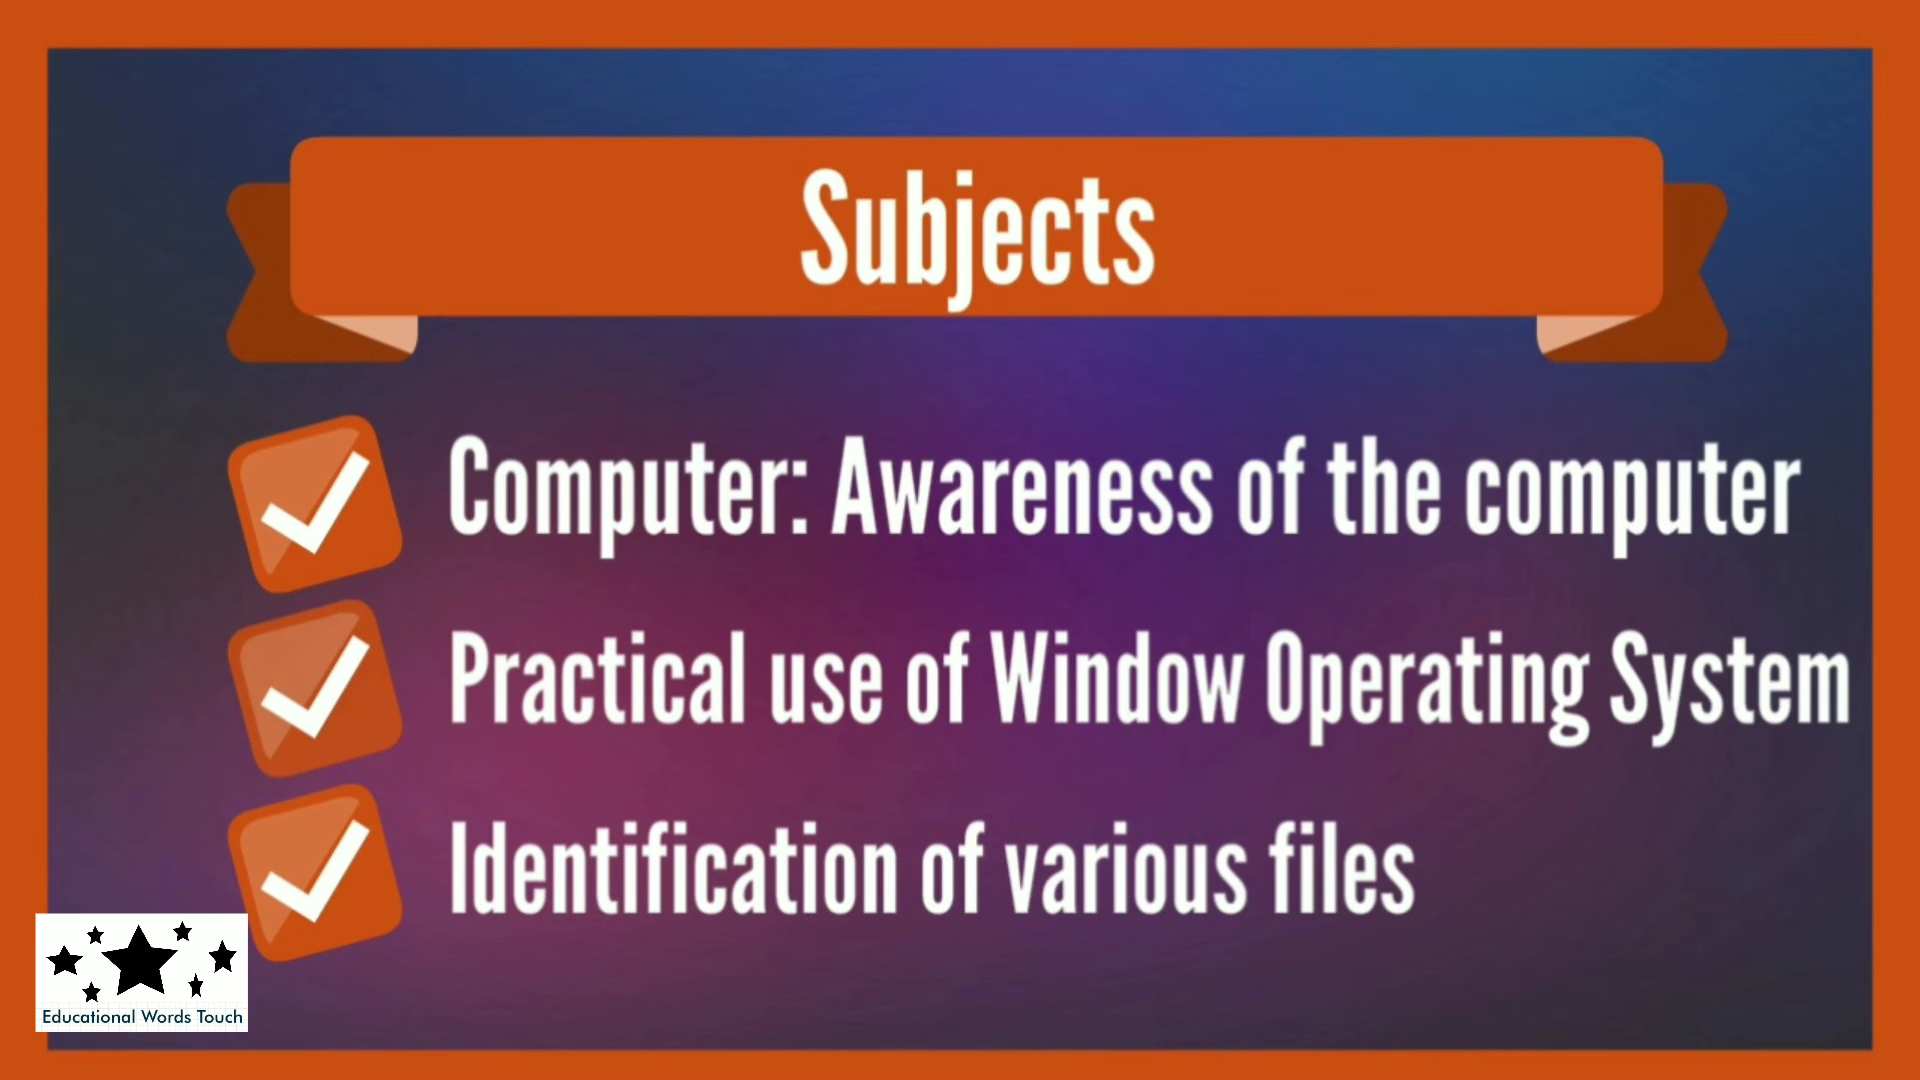 Subjects
Computer: Awareness of the computer
Practical use of Window Operating System
Identification of various files
Educational Words Touch